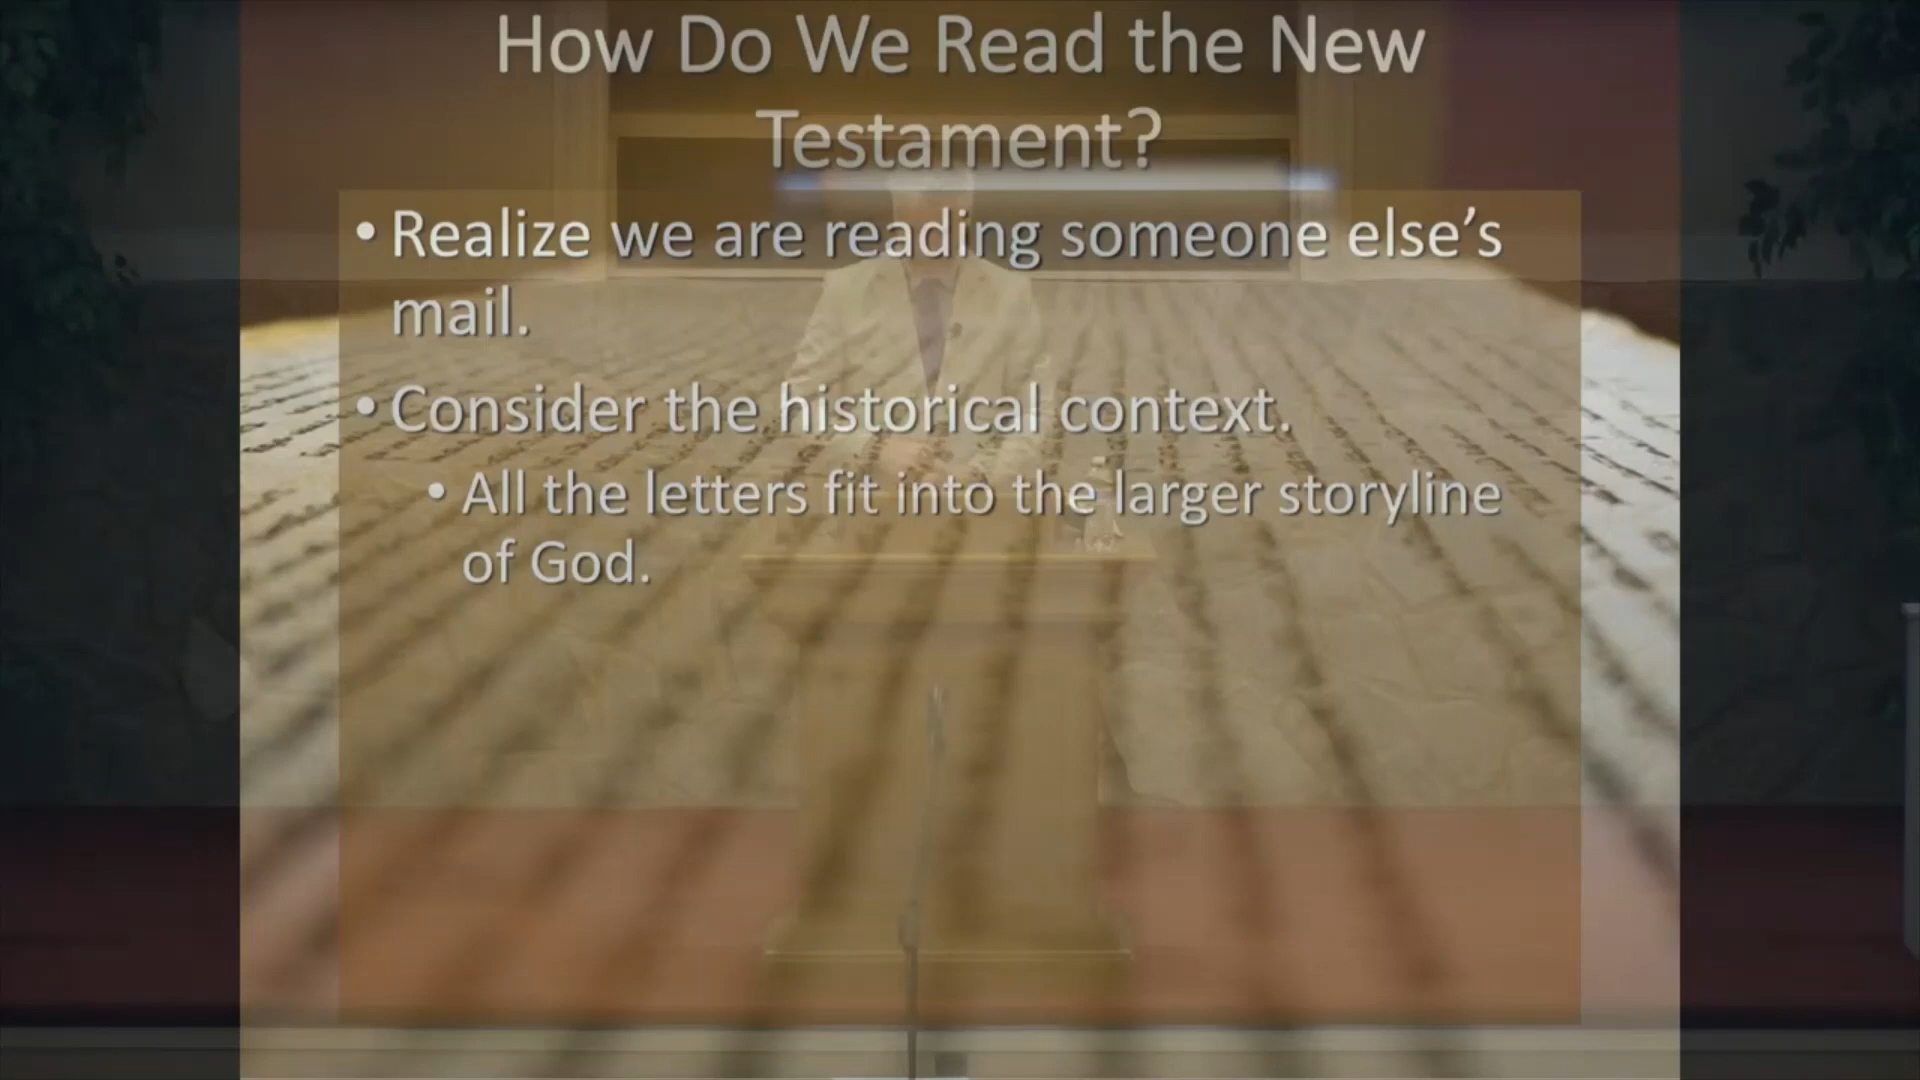 How Do We Read the New
Testament?
• Realize we are reading someone else's
mail.
• Consider the historical context.
• All the letters fit into the larger storyline
of God.